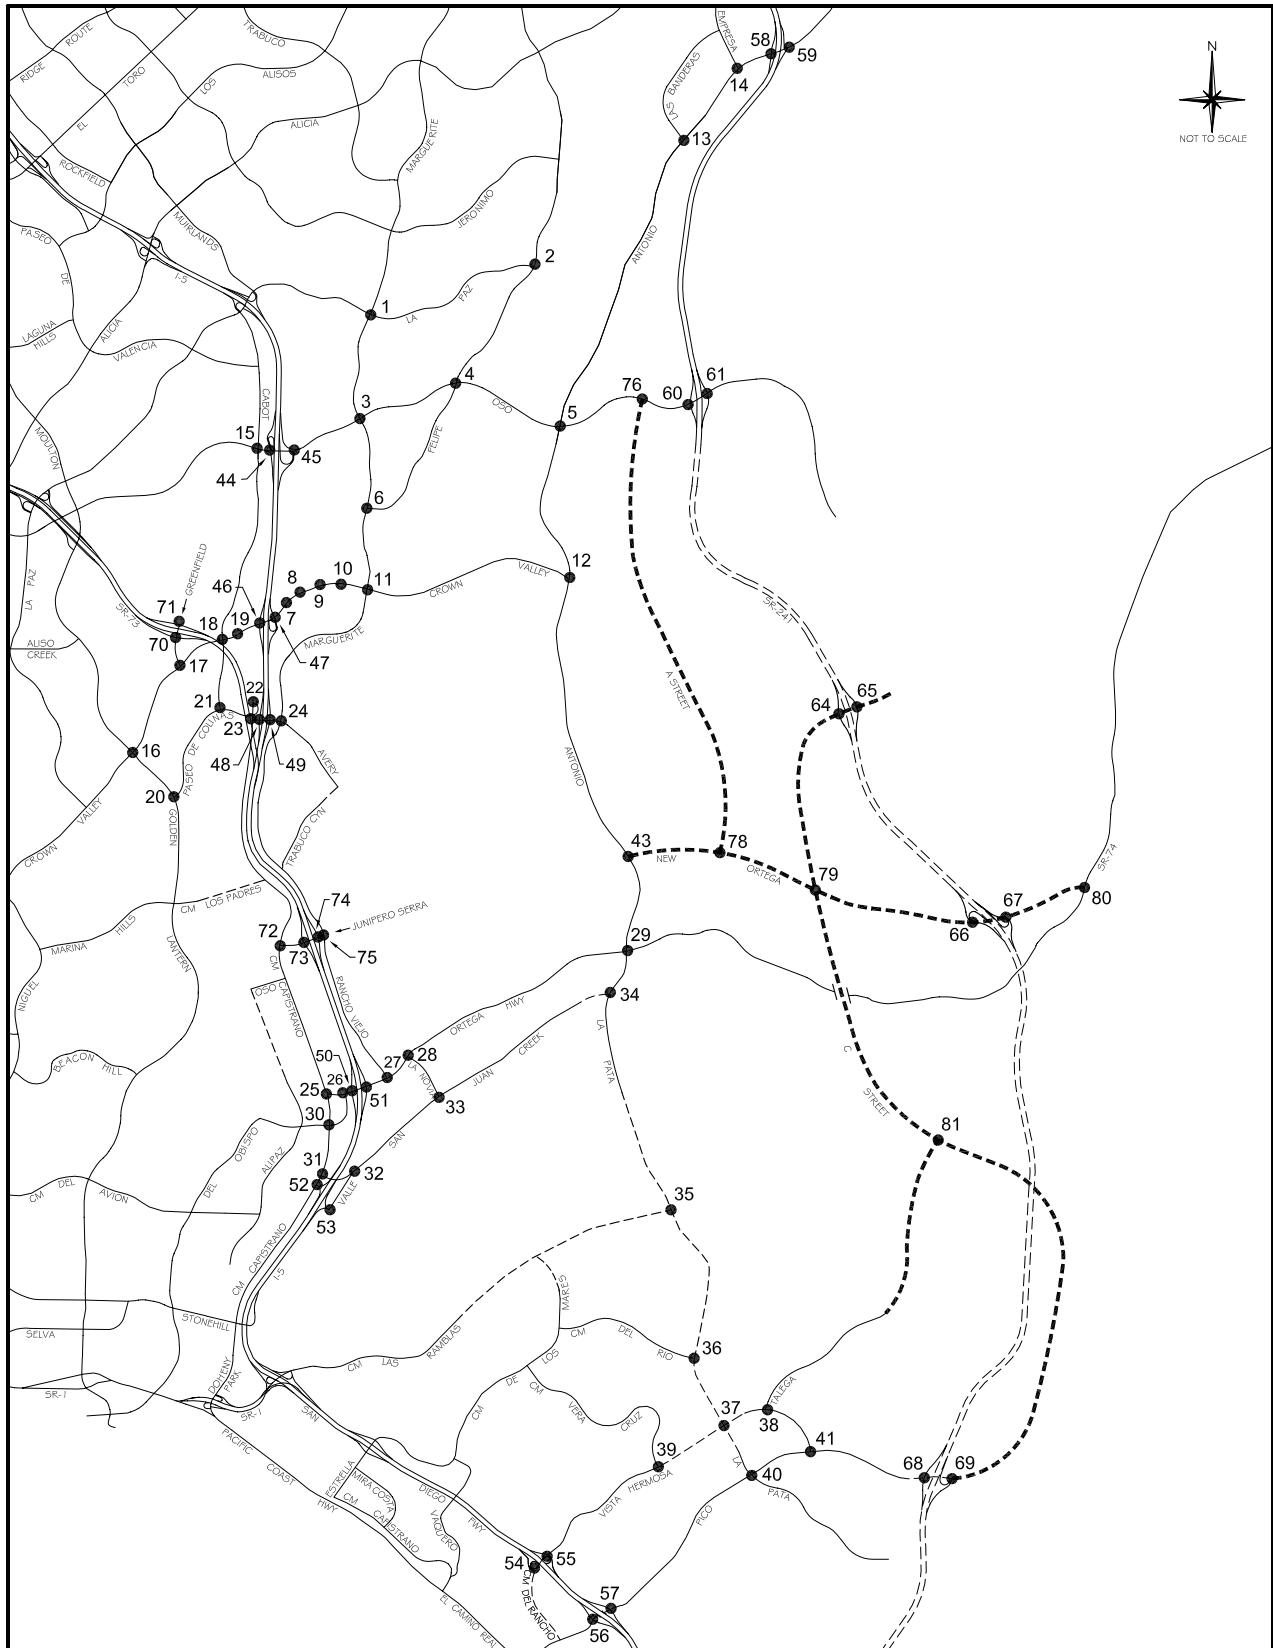 TRABUCO
EMPRESA
58
59
ROUTE
RIDGE
TORO
LOS
ALISOS
LAS BANDERAS
14
N
NOT TO SCALE
EL
ALICIA
MARGUERITE
13
ROCKFIELD
JERONIMO
MUIRLANDS
PASEO
DE
ANTONIO
2
I-5
1
LA
PAZ
LAGUNA
HILLS
ALICIA
VALENCIA
4
61
76
60
CABOT
3
OSO
5
MOULTON
15
FELIPE
44
45
6
GREENFIELD
12
LA PAZ
46
8
10
11
VALLEY
CROWN
9
SR-73
71
18
19
7
MARGUERITE
SR-241
ALISO
CREEK
70
17
47
A STREET
65
64
22
21
23
24
PASEO DE COLINAS
16
48
49
AVERY
ANTONIO
20
GOLDEN
TRABUCO CYN
VALLEY
CROWN
43
NEW
78
ORTEGA
SR-74
79
80
CM LOS PADRES
74
JUNIPERO SERRA
67
66
MARINA
HILLS
LANTERN
72
73
75
29
CM
CAPISTRANO
OSO
RANCHO VIEJO
NIGUEL
ORTEGA HWY
34
LA
PATA
CREEK
JUAN
C
STREET
BEACON
HILL
50
27
28
LA NOVIA
25
26
51
33
30
81
OBISPO
DEL
ALIPAZ
SAN
31
32
52
VALLE
CM DEL
AVION
53
35
CM CAPISTRANO
I-5
MARES
STONEHILL
SELVA
CM LAS
RAMBLAS
CM DEL
RIO
36
LOS
DE
CM
DOHENY
PARK
SR-1
SR-1
CM
VERA
CRUZ
TALEGA
SAN
37
38
39
41
LA
PATA
40
68
69
PACIFIC
COAST
HWY
ESTRELLA
MIRA COSTA
CM
CAPISTRANO
DIEGO
VAQUERO
FWY
VISTA HERMOSA
PICO
54
55
CM DEL RANCHO
57
56
EL CAMINO REAL